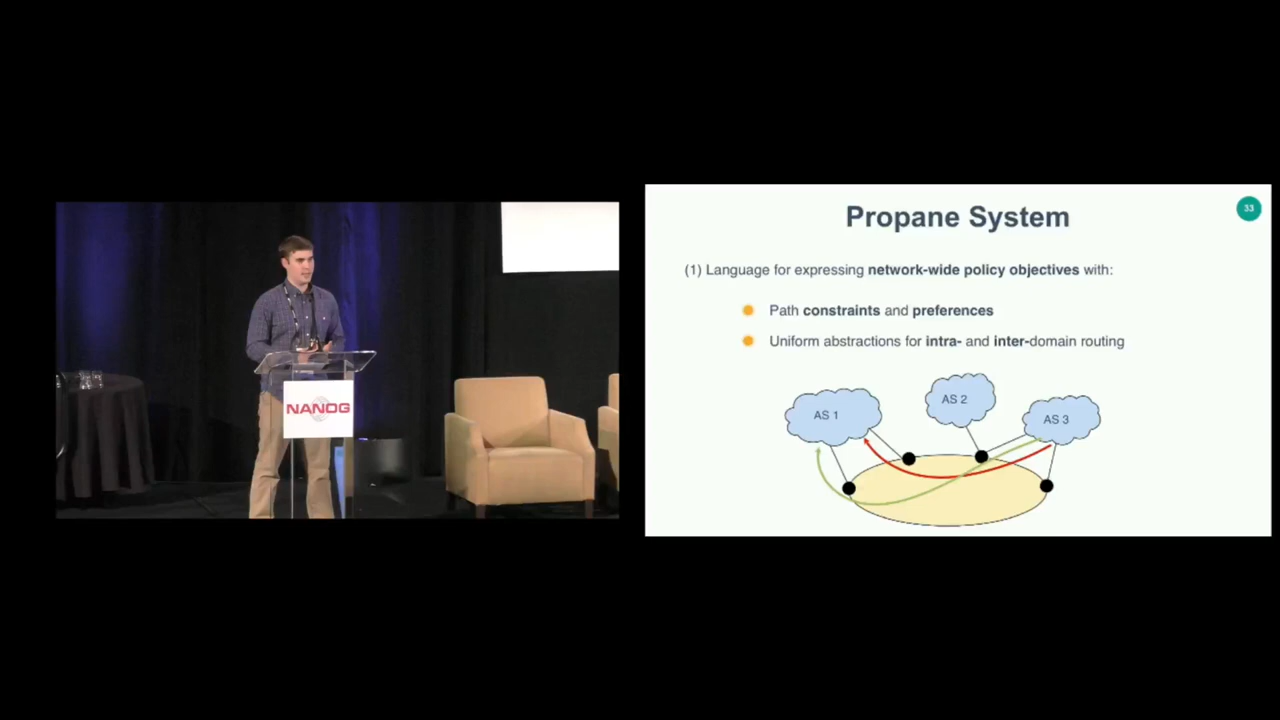 NANOG
33
Propane System
(1) Language for expressing network-wide policy objectives with:
Path constraints and preferences
Uniform abstractions for intra- and inter-domain routing
AS 1
AS 2
AS 3